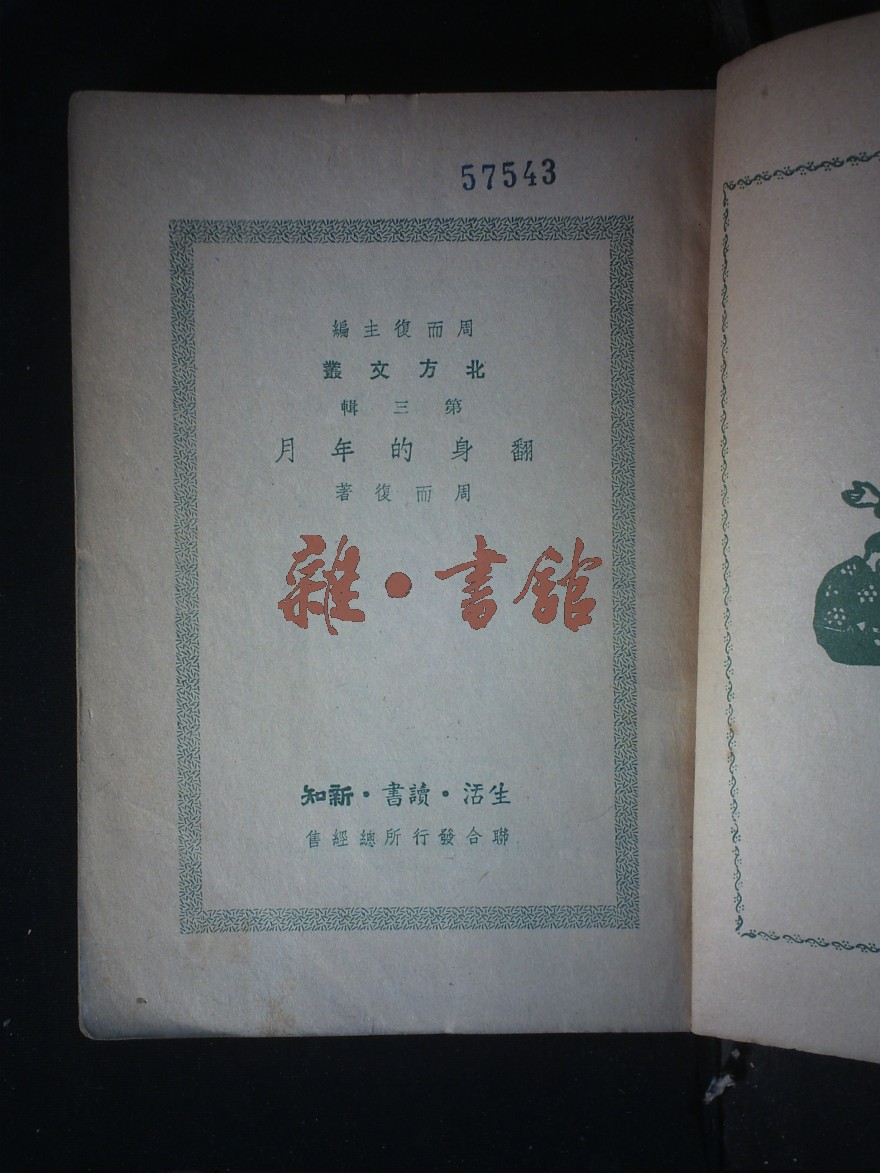 57543
周而復主編
北方文叢
第三輯
翻身的年月
周而復著
雜·書館
生活·讀書·新知
聯合發行所總經售